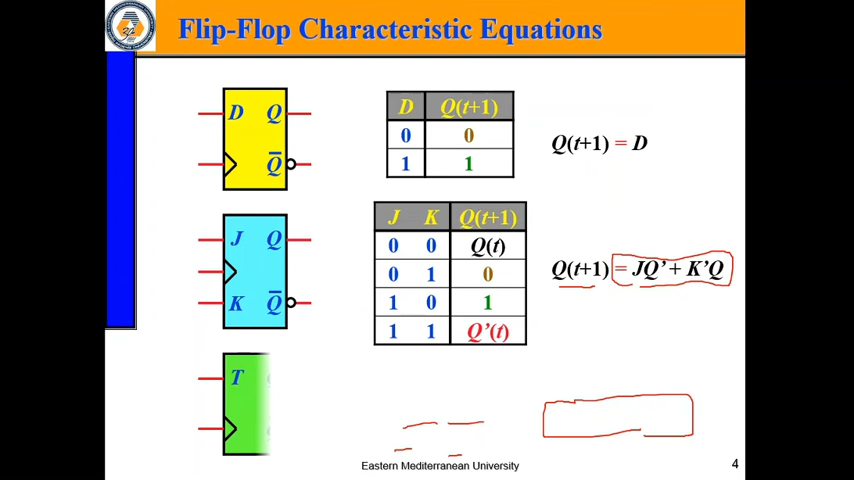 Flip-Flop Characteristic Equations
D Q
Q̅
D Q(t+1)
0 0
1 1
Q(t+1) = D
J Q
K Q̅
J K Q(t+1)
0 0 Q(t)
0 1 0
1 0 1
1 1 Q’(t)
Q(t+1) = JQ’ + K’Q
T
Eastern Mediterranean University
4